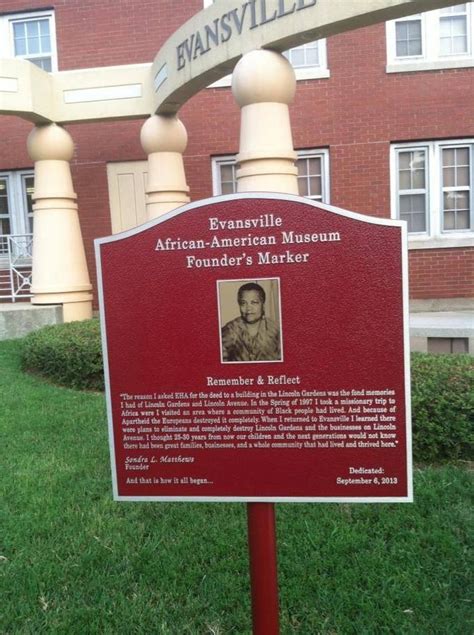 EVANSVILLE
Evansville
African-American Museum
Founder's Marker
Remember & Reflect
"The reason I asked EHA for the deed to a building in the Lincoln Gardens was the fond memories
I had of Lincoln Gardens and Lincoln Avenue. In the Spring of 1997 I took a missionary trip to
Africa were I visited an area where a community of Black people had lived. And because of
Apartheid the Europeans destroyed it completely. When I returned to Evansville I learned there
were plans to eliminate and completely destroy Lincoln Gardens and the businesses on Lincoln
Avenue. I thought 25-30 years from now our children and the next generations would not know
there had been great families, businesses, and a whole community that had lived and thrived here."
Sondra L. Matthews
Founder
And that is how it all began...
Dedicated:
September 6, 2013